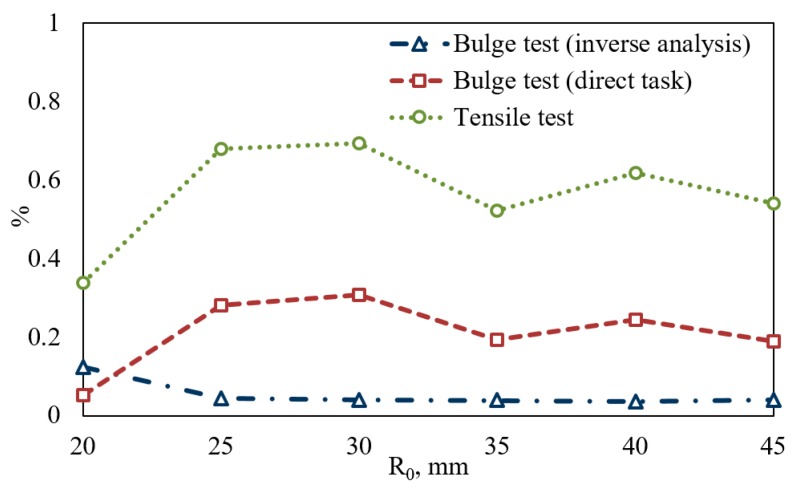 1
0.8
0.6
0.4
0.2
0
%
Bulge test (inverse analysis)
Bulge test (direct task)
Tensile test
20 25 30 35 40 45
R₀, mm